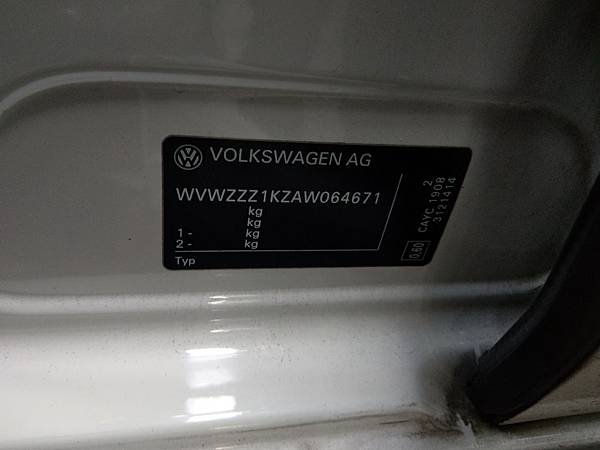 VOLKSWAGEN AG
WVWZZZ1KZAW064671
kg
kg
1 - kg
2 - kg
Typ
2
CAYC 1908
3121414
0,60